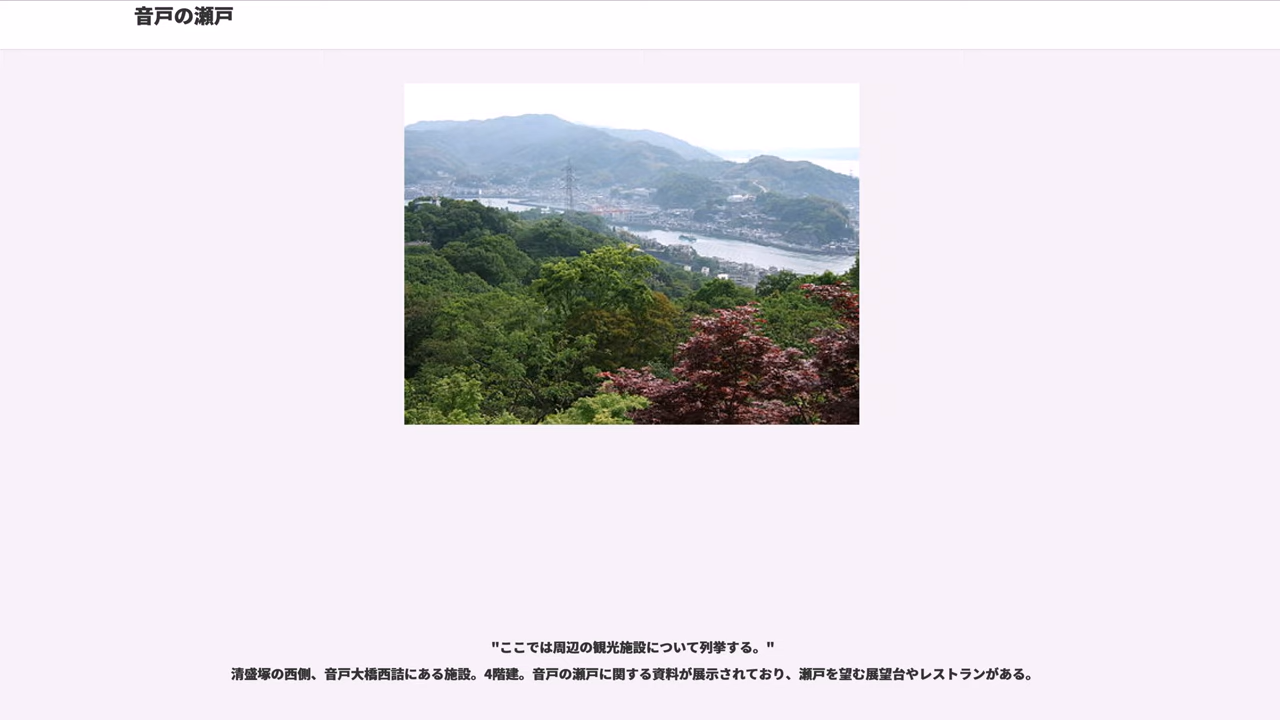 音戸の瀬戸
"ここでは周辺の観光施設について列挙する。"
清盛塚の西側、音戸大橋西詰にある施設。4階建。音戸の瀬戸に関する資料が展示されており、瀬戸を望む展望台やレストランがある。